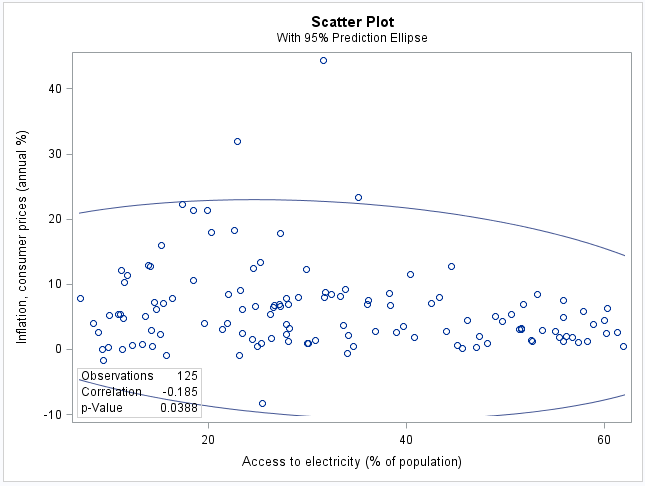 Scatter Plot
With 95% Prediction Ellipse
Inflation, consumer prices (annual %)
40
30
20
10
0
-10
Observations 125
Correlation -0.185
p-Value 0.0388
20 40 60
Access to electricity (% of population)